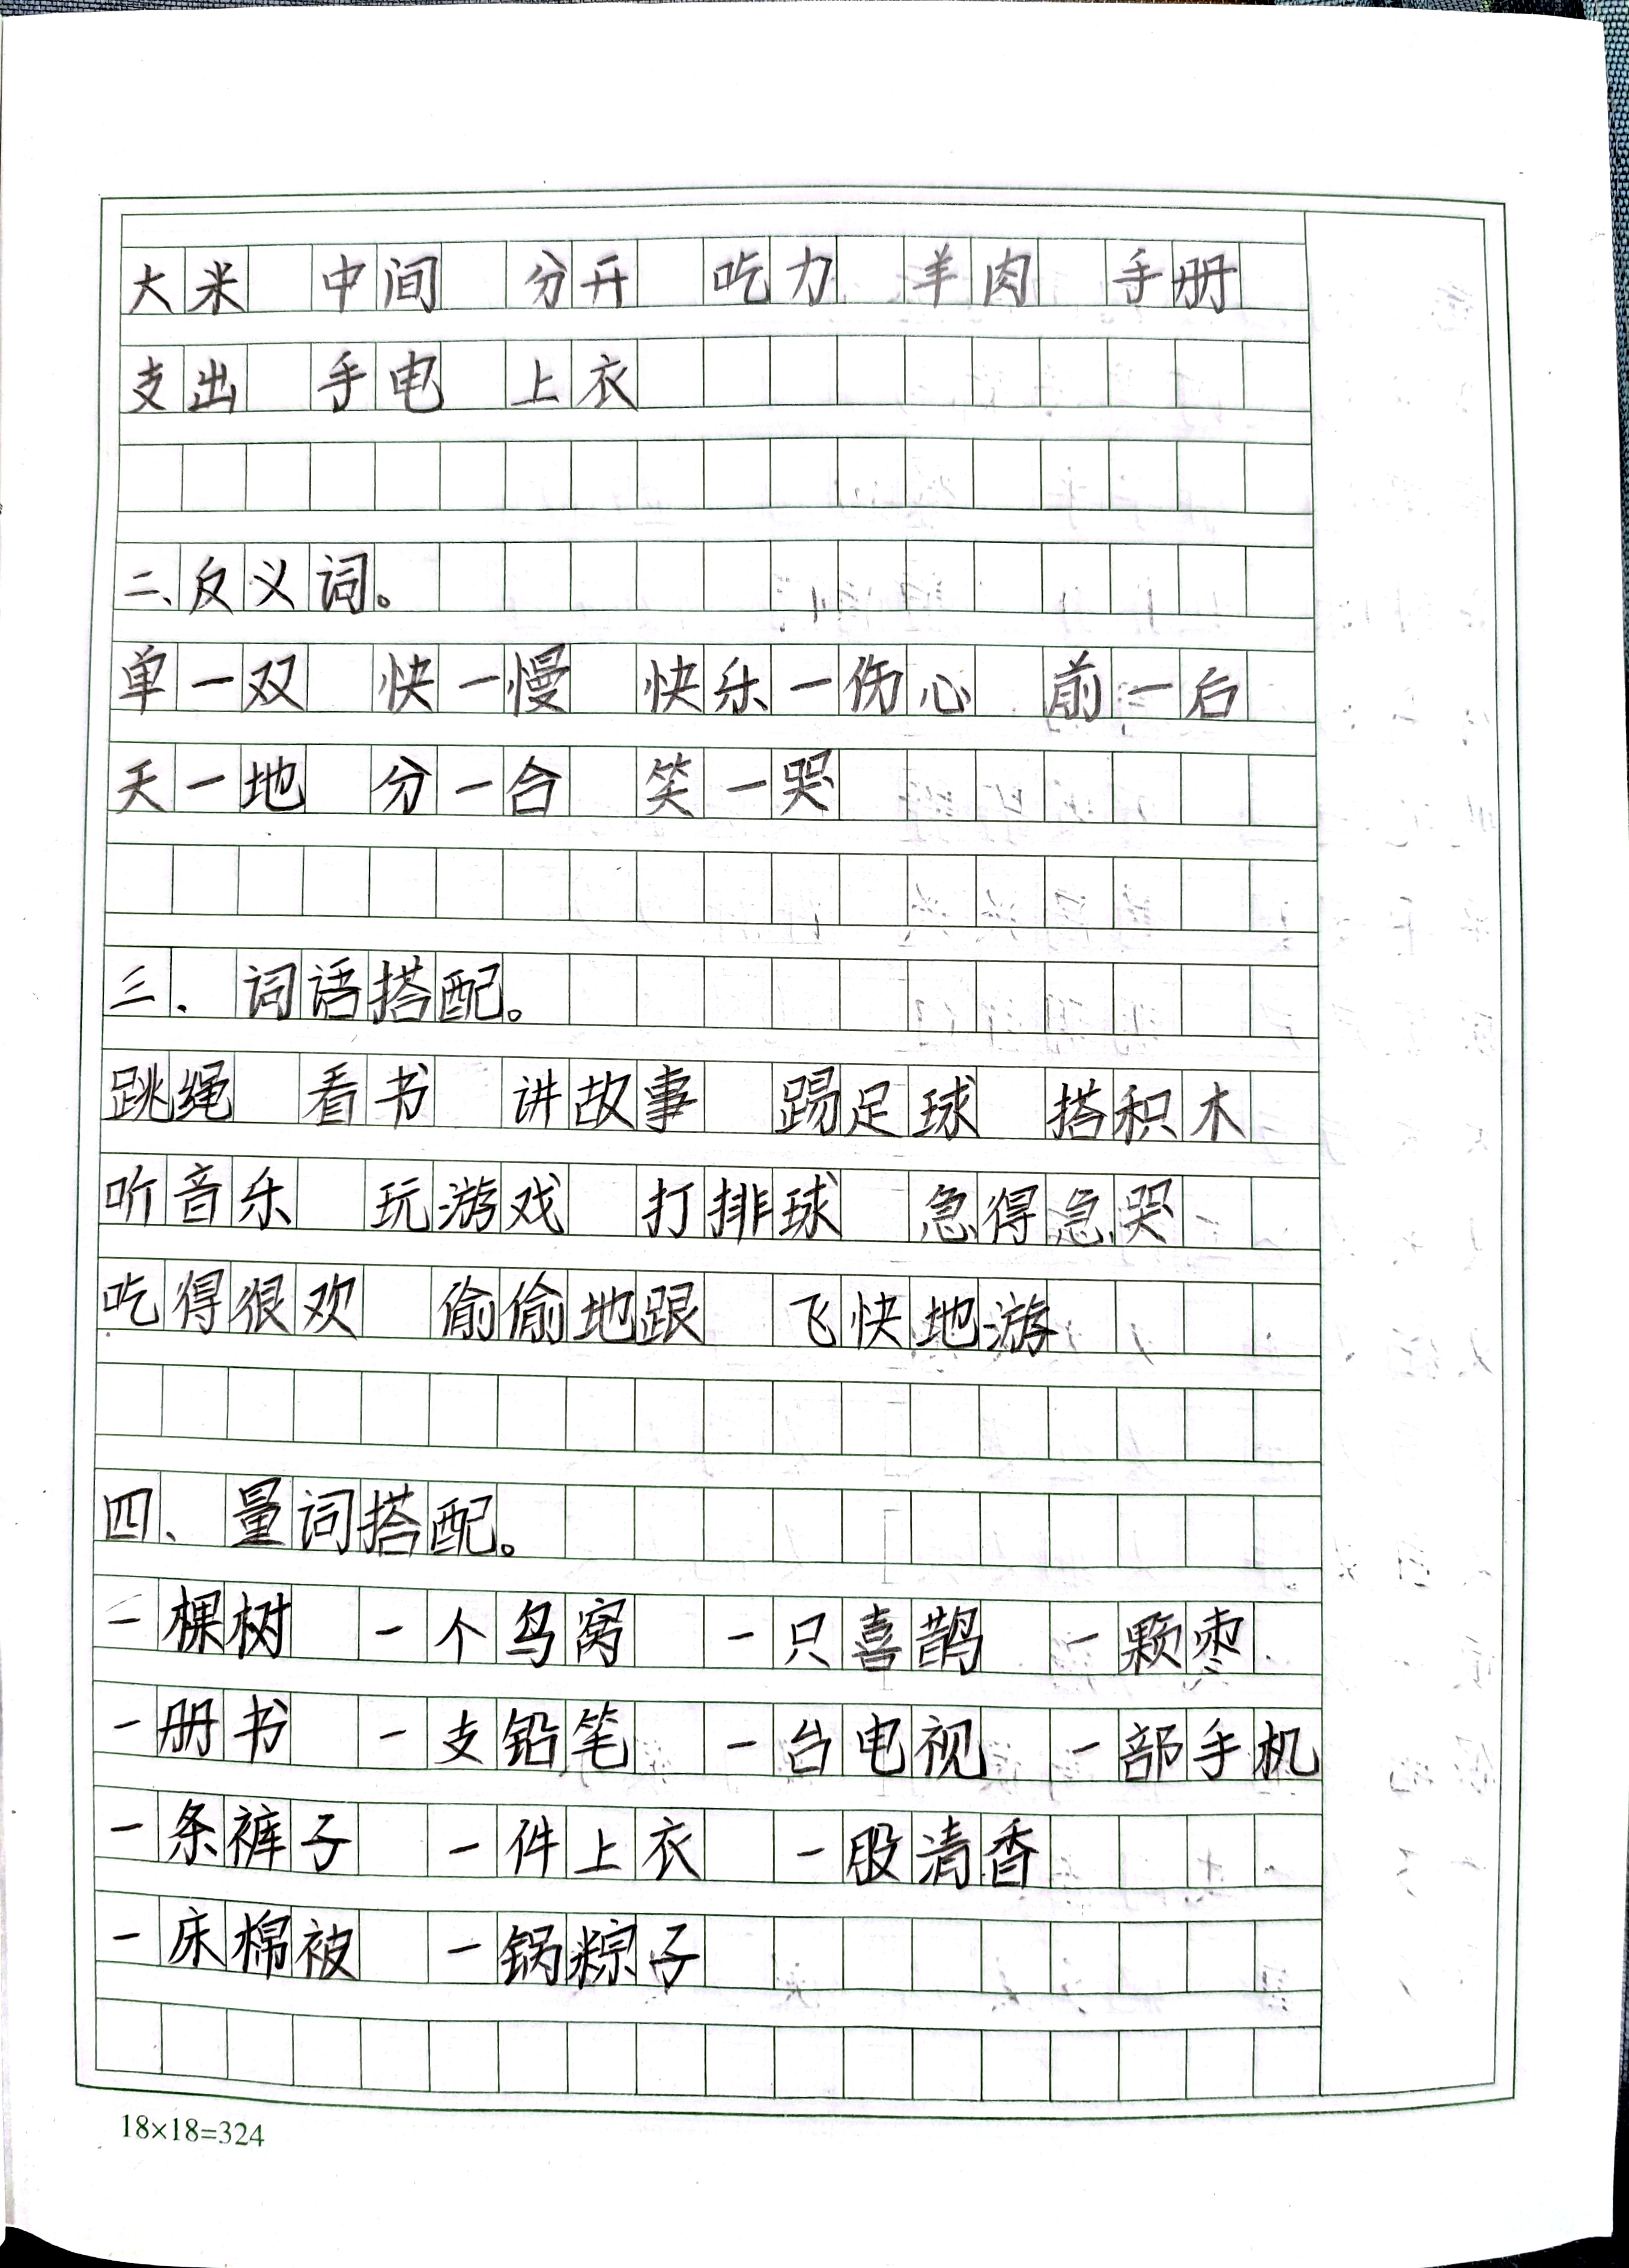 大米 中间 分开 吃力 羊肉 手册
支出 手电 上衣
二、反义词。
单一双 快一慢 快乐一伤心 前一后
天一地 分一合 笑一哭
三、词语搭配。
跳绳 看书 讲故事 踢足球 搭积木
听音乐 玩游戏 打排球 急得急哭
吃得很欢 偷偷地跟 飞快地游
四、量词搭配。
一棵树 一个鸟窝 一只喜鹊 一颗枣
一册书 一支铅笔 一台电视 一部手机
一条裤子 一件上衣 一股清香
一床棉被 一锅粽子
18×18=324